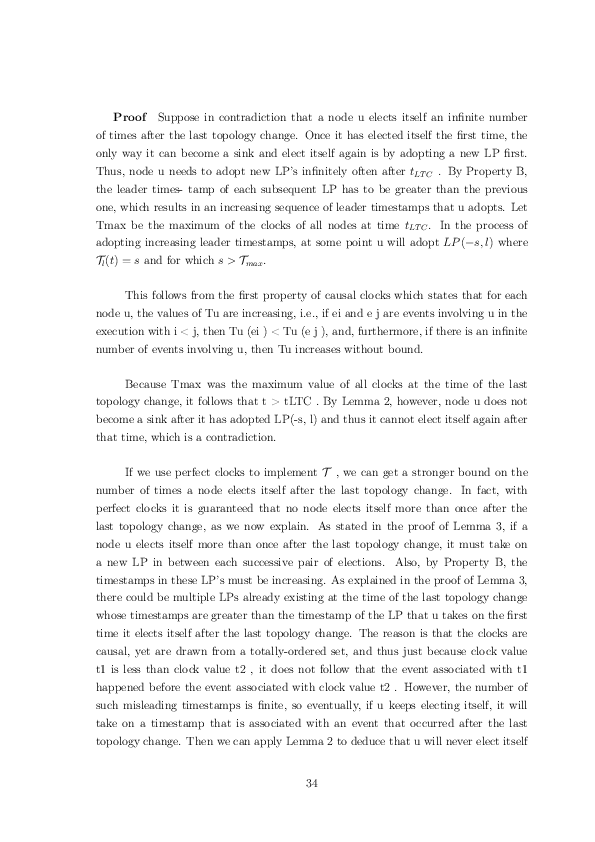 Proof Suppose in contradiction that a node u elects itself an infinite number
of times after the last topology change. Once it has elected itself the first time, the
only way it can become a sink and elect itself again is by adopting a new LP first.
Thus, node u needs to adopt new LP's infinitely often after t_LTC . By Property B,
the leader times- tamp of each subsequent LP has to be greater than the previous
one, which results in an increasing sequence of leader timestamps that u adopts. Let
Tmax be the maximum of the clocks of all nodes at time t_LTC. In the process of
adopting increasing leader timestamps, at some point u will adopt LP(−s, l) where
𝒯_l(t) = s and for which s > 𝒯_max.
This follows from the first property of causal clocks which states that for each
node u, the values of Tu are increasing, i.e., if ei and e j are events involving u in the
execution with i < j, then Tu (ei ) < Tu (e j ), and, furthermore, if there is an infinite
number of events involving u, then Tu increases without bound.
Because Tmax was the maximum value of all clocks at the time of the last
topology change, it follows that t > tLTC . By Lemma 2, however, node u does not
become a sink after it has adopted LP(-s, l) and thus it cannot elect itself again after
that time, which is a contradiction.
If we use perfect clocks to implement 𝒯 , we can get a stronger bound on the
number of times a node elects itself after the last topology change. In fact, with
perfect clocks it is guaranteed that no node elects itself more than once after the
last topology change, as we now explain. As stated in the proof of Lemma 3, if a
node u elects itself more than once after the last topology change, it must take on
a new LP in between each successive pair of elections. Also, by Property B, the
timestamps in these LP's must be increasing. As explained in the proof of Lemma 3,
there could be multiple LPs already existing at the time of the last topology change
whose timestamps are greater than the timestamp of the LP that u takes on the first
time it elects itself after the last topology change. The reason is that the clocks are
causal, yet are drawn from a totally-ordered set, and thus just because clock value
t1 is less than clock value t2 , it does not follow that the event associated with t1
happened before the event associated with clock value t2 . However, the number of
such misleading timestamps is finite, so eventually, if u keeps electing itself, it will
take on a timestamp that is associated with an event that occurred after the last
topology change. Then we can apply Lemma 2 to deduce that u will never elect itself
34